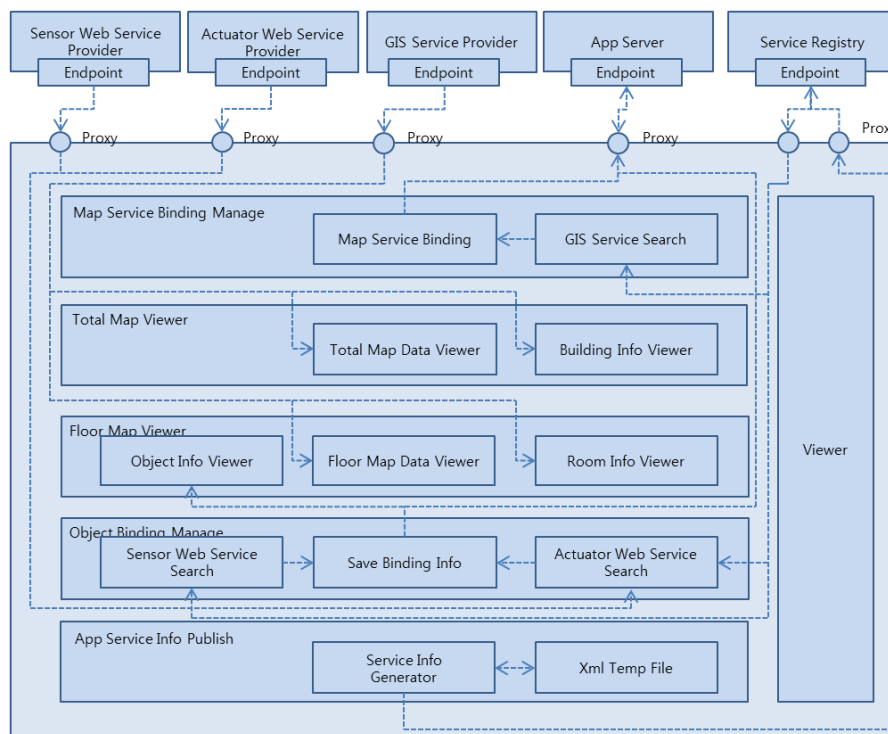 Sensor Web Service
Provider
Endpoint
Actuator Web Service
Provider
Endpoint
GIS Service Provider
Endpoint
App Server
Endpoint
Service Registry
Endpoint
Proxy
Proxy
Proxy
Proxy
Prox
Map Service Binding Manage
Map Service Binding
GIS Service Search
Total Map Viewer
Total Map Data Viewer
Building Info Viewer
Floor Map Viewer
Object Info Viewer
Floor Map Data Viewer
Room Info Viewer
Viewer
Object Binding Manage
Sensor Web Service
Search
Save Binding Info
Actuator Web Service
Search
App Service Info Publish
Service Info
Generator
Xml Temp File